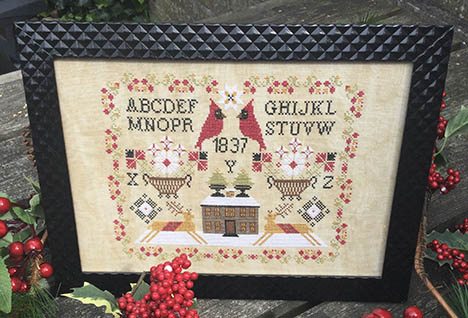 ABCDEF GHIJKL
MNOPR STUVW
1837
X Y Z